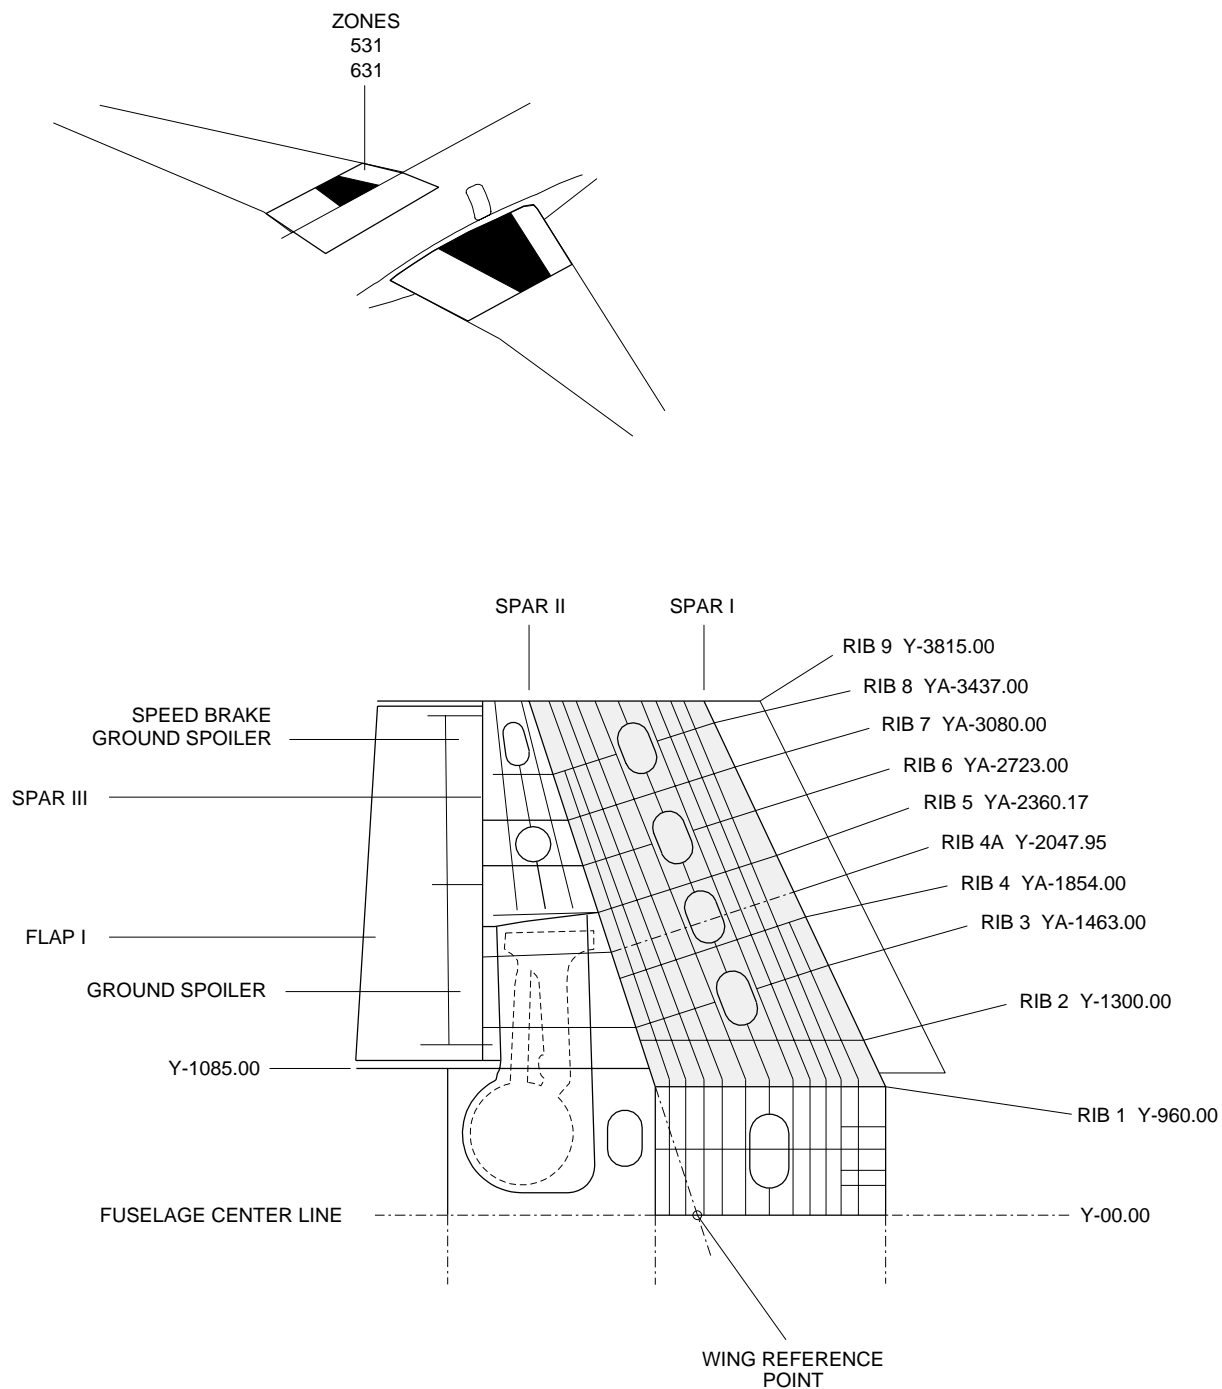 ZONES
531
631
SPAR II
SPAR I
RIB 9 Y-3815.00
RIB 8 YA-3437.00
SPEED BRAKE
GROUND SPOILER
RIB 7 YA-3080.00
RIB 6 YA-2723.00
SPAR III
RIB 5 YA-2360.17
RIB 4A Y-2047.95
RIB 4 YA-1854.00
RIB 3 YA-1463.00
FLAP I
GROUND SPOILER
RIB 2 Y-1300.00
Y-1085.00
RIB 1 Y-960.00
FUSELAGE CENTER LINE
Y-00.00
WING REFERENCE
POINT